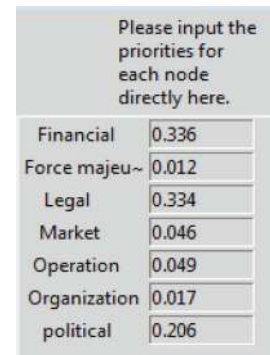 Please input the
priorities for
each node
directly here.
Financial 0.336
Force majeu~ 0.012
Legal 0.334
Market 0.046
Operation 0.049
Organization 0.017
political 0.206